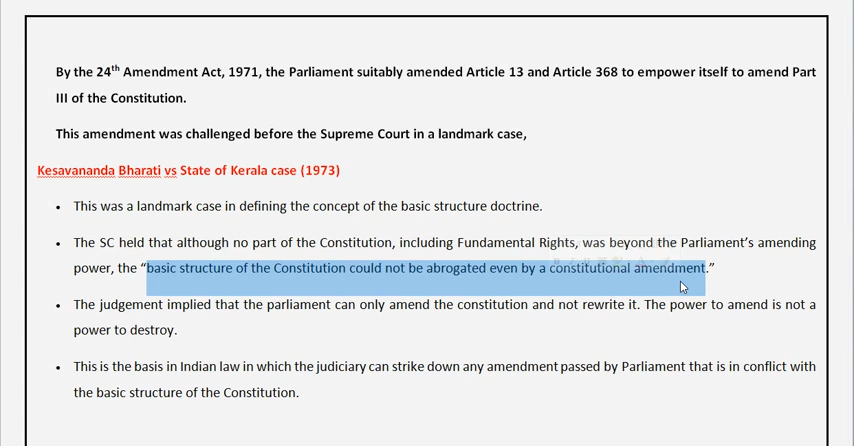 By the 24th Amendment Act, 1971, the Parliament suitably amended Article 13 and Article 368 to empower itself to amend Part
III of the Constitution.
This amendment was challenged before the Supreme Court in a landmark case,
Kesavananda Bharati vs State of Kerala case (1973)
• This was a landmark case in defining the concept of the basic structure doctrine.
• The SC held that although no part of the Constitution, including Fundamental Rights, was beyond the Parliament’s amending
power, the “basic structure of the Constitution could not be abrogated even by a constitutional amendment.”
• The judgement implied that the parliament can only amend the constitution and not rewrite it. The power to amend is not a
power to destroy.
• This is the basis in Indian law in which the judiciary can strike down any amendment passed by Parliament that is in conflict with
the basic structure of the Constitution.